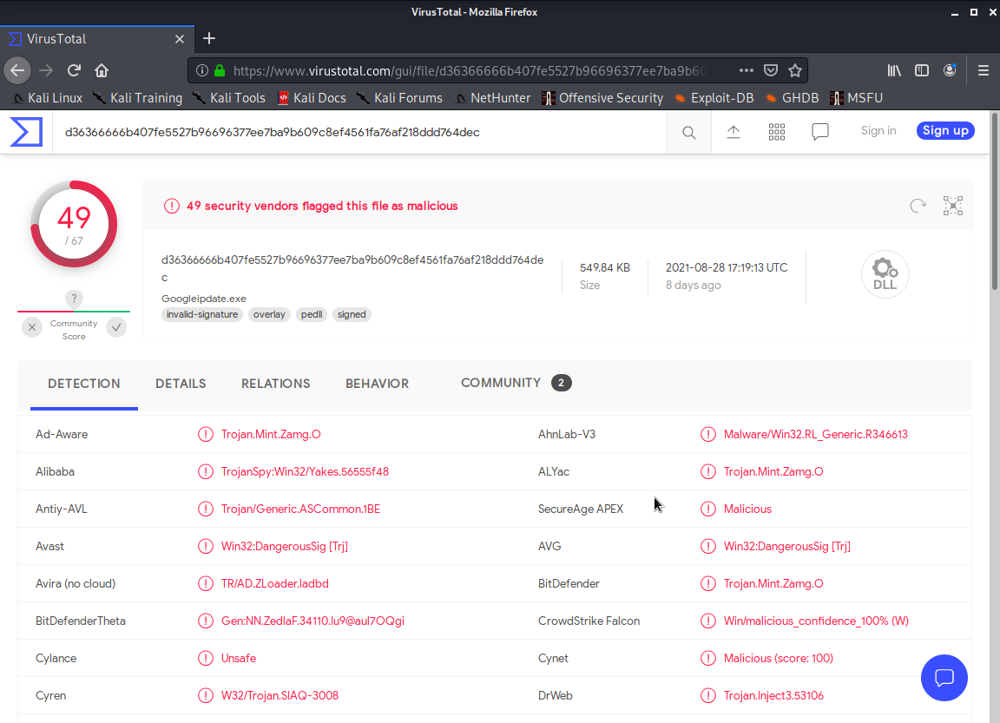 VirusTotal - Mozilla Firefox
VirusTotal
https://www.virustotal.com/gui/file/d36366666b407fe5527b96696377ee7ba9b60
Kali Linux Kali Training Kali Tools Kali Docs Kali Forums NetHunter Offensive Security Exploit-DB GHDB MSFU
d36366666b407fe5527b96696377ee7ba9b609c8ef4561fa76af218ddd764dec
Sign in Sign up
49
/ 67
? 
Community
Score
49 security vendors flagged this file as malicious
d36366666b407fe5527b96696377ee7ba9b609c8ef4561fa76af218ddd764de
c
Googleipdate.exe
invalid-signature overlay pedll signed
549.84 KB
Size
2021-08-28 17:19:13 UTC
8 days ago
DLL
DETECTION DETAILS RELATIONS BEHAVIOR COMMUNITY 2
Ad-Aware Trojan.Mint.Zamg.O AhnLab-V3 Malware/Win32.RL_Generic.R346613
Alibaba TrojanSpy:Win32/Yakes.56555f48 ALYac Trojan.Mint.Zamg.O
Antiy-AVL Trojan/Generic.ASCommon.1BE SecureAge APEX Malicious
Avast Win32:DangerousSig [Trj] AVG Win32:DangerousSig [Trj]
Avira (no cloud) TR/AD.ZLoader.ladbd BitDefender Trojan.Mint.Zamg.O
BitDefenderTheta Gen:NN.ZedlaF.34110.Iu9@aul7OQgi CrowdStrike Falcon Win/malicious_confidence_100% (W)
Cylance Unsafe Cynet Malicious (score: 100)
Cyren W32/Trojan.SIAQ-3008 DrWeb Trojan.Inject3.53106